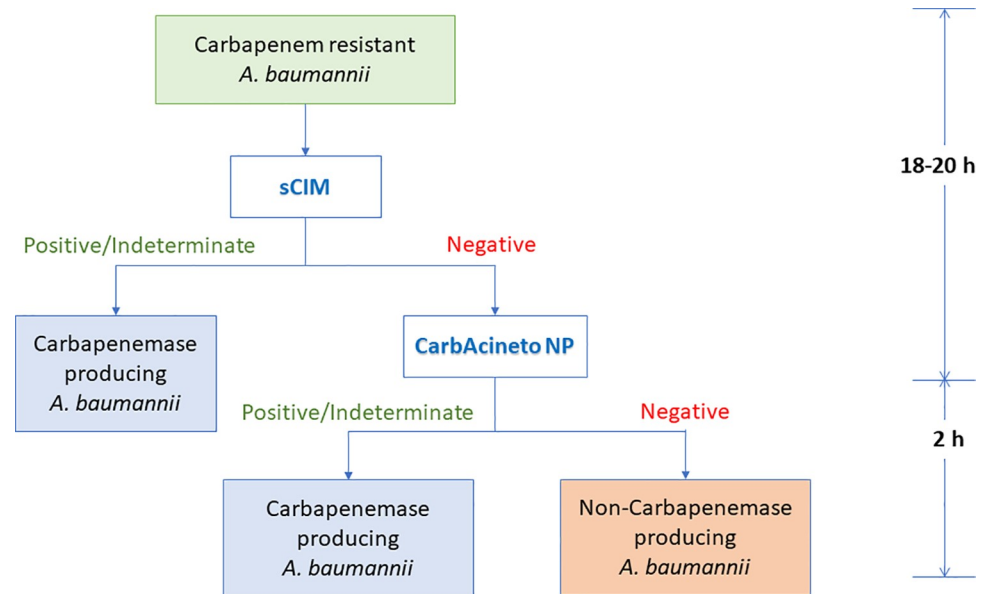 Carbapenem resistant
A. baumannii
18-20 h
sCIM
Positive/Indeterminate
Negative
Carbapenemase
producing
A. baumannii
CarbAcineto NP
Positive/Indeterminate
Negative
2 h
Carbapenemase
producing
A. baumannii
Non-Carbapenemase
producing
A. baumannii